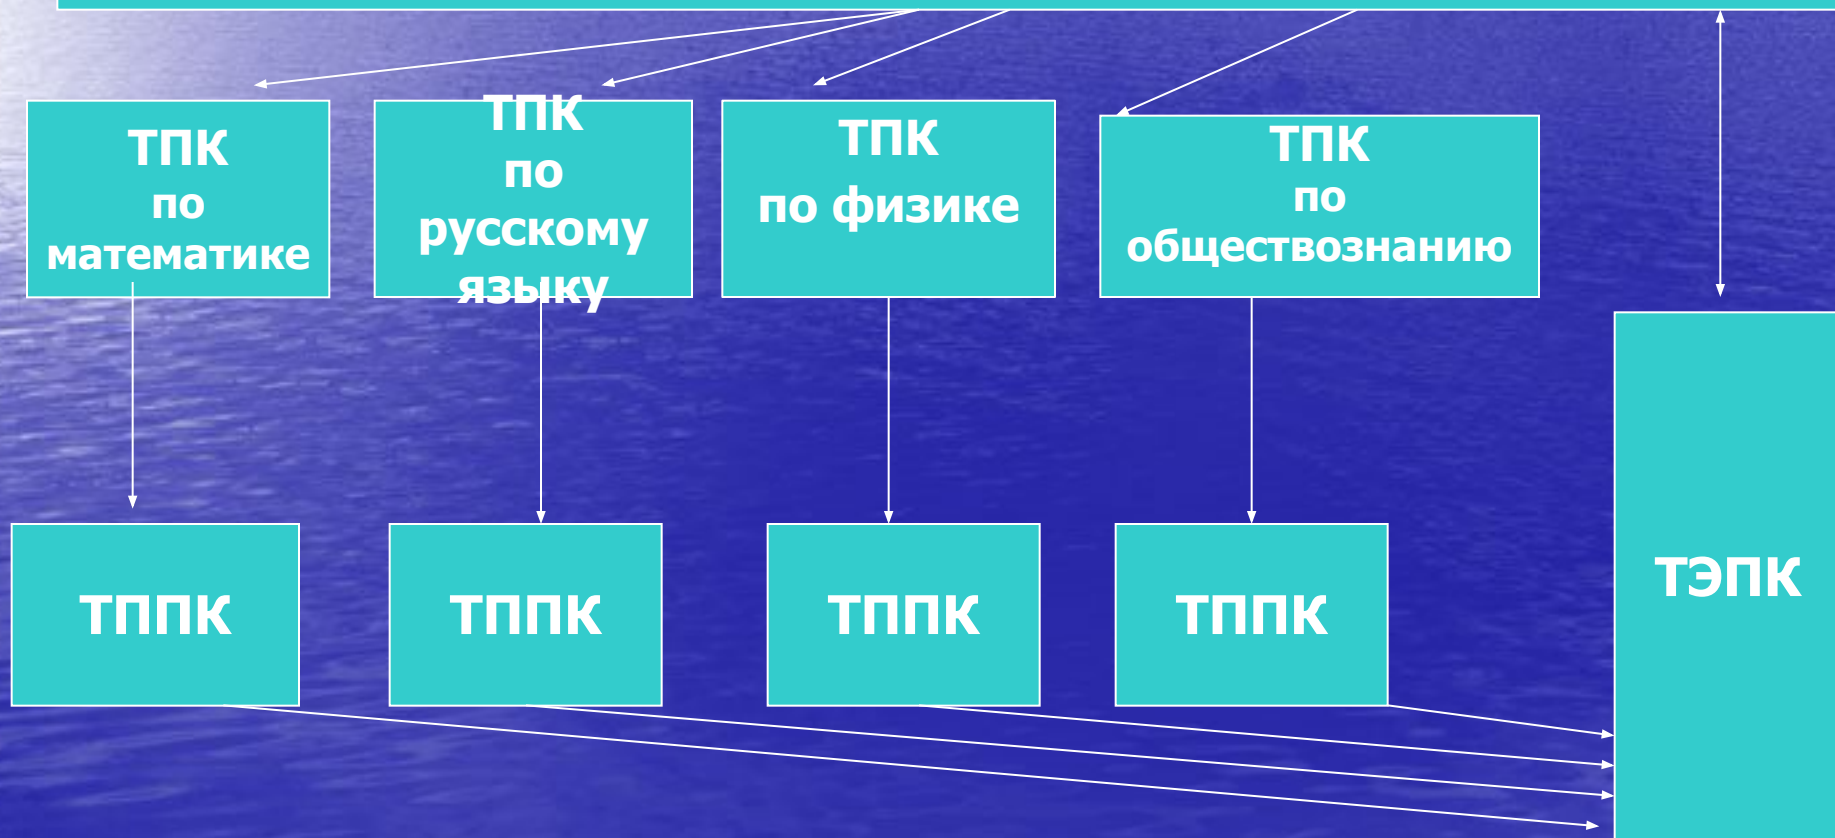 ТПК
по
математике
ТПК
по
русскому
языку
ТПК
по физике
ТПК
по
обществознанию
ТППК
ТППК
ТППК
ТППК
ТЭПК